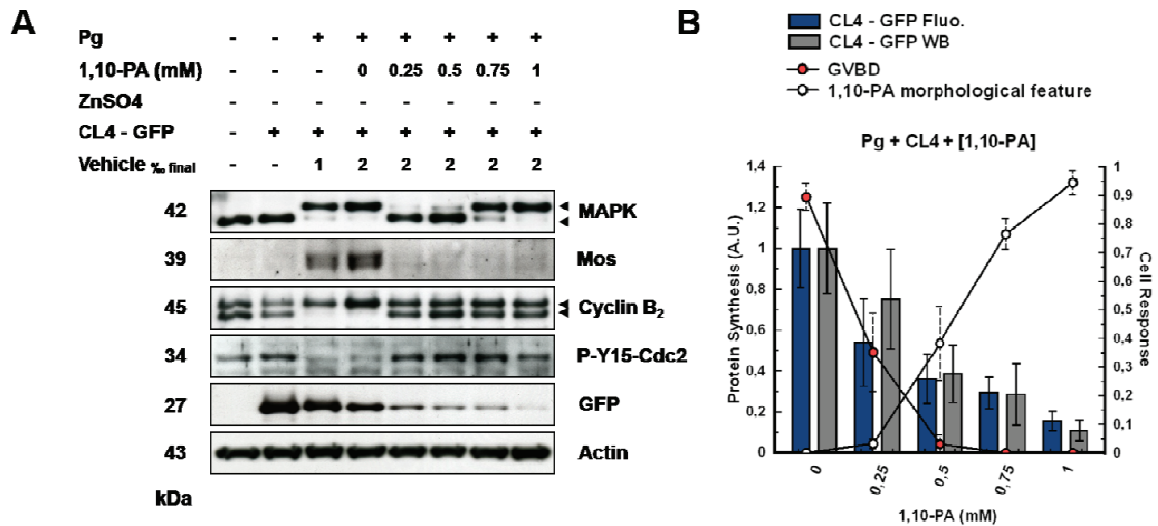 A
Pg - - + + + + + +
1,10-PA (mM) - - - 0 0.25 0.5 0.75 1
ZnSO4 - - - - - - - -
CL4 - GFP - + + + + + + +
Vehicle ‰ final - - 1 2 2 2 2 2
42 MAPK
39 Mos
45 Cyclin B2
34 P-Y15-Cdc2
27 GFP
43 Actin
kDa
B
CL4 - GFP Fluo.
CL4 - GFP WB
GVBD
1,10-PA morphological feature
Pg + CL4 + [1,10-PA]
Protein Synthesis (A.U.)
1,4
1,2
1
0,8
0,6
0,4
0,2
0
Cell Response
1
0,9
0,8
0,7
0,6
0,5
0,4
0,3
0,2
0,1
0
0 0,25 0,5 0,75 1
1,10-PA (mM)